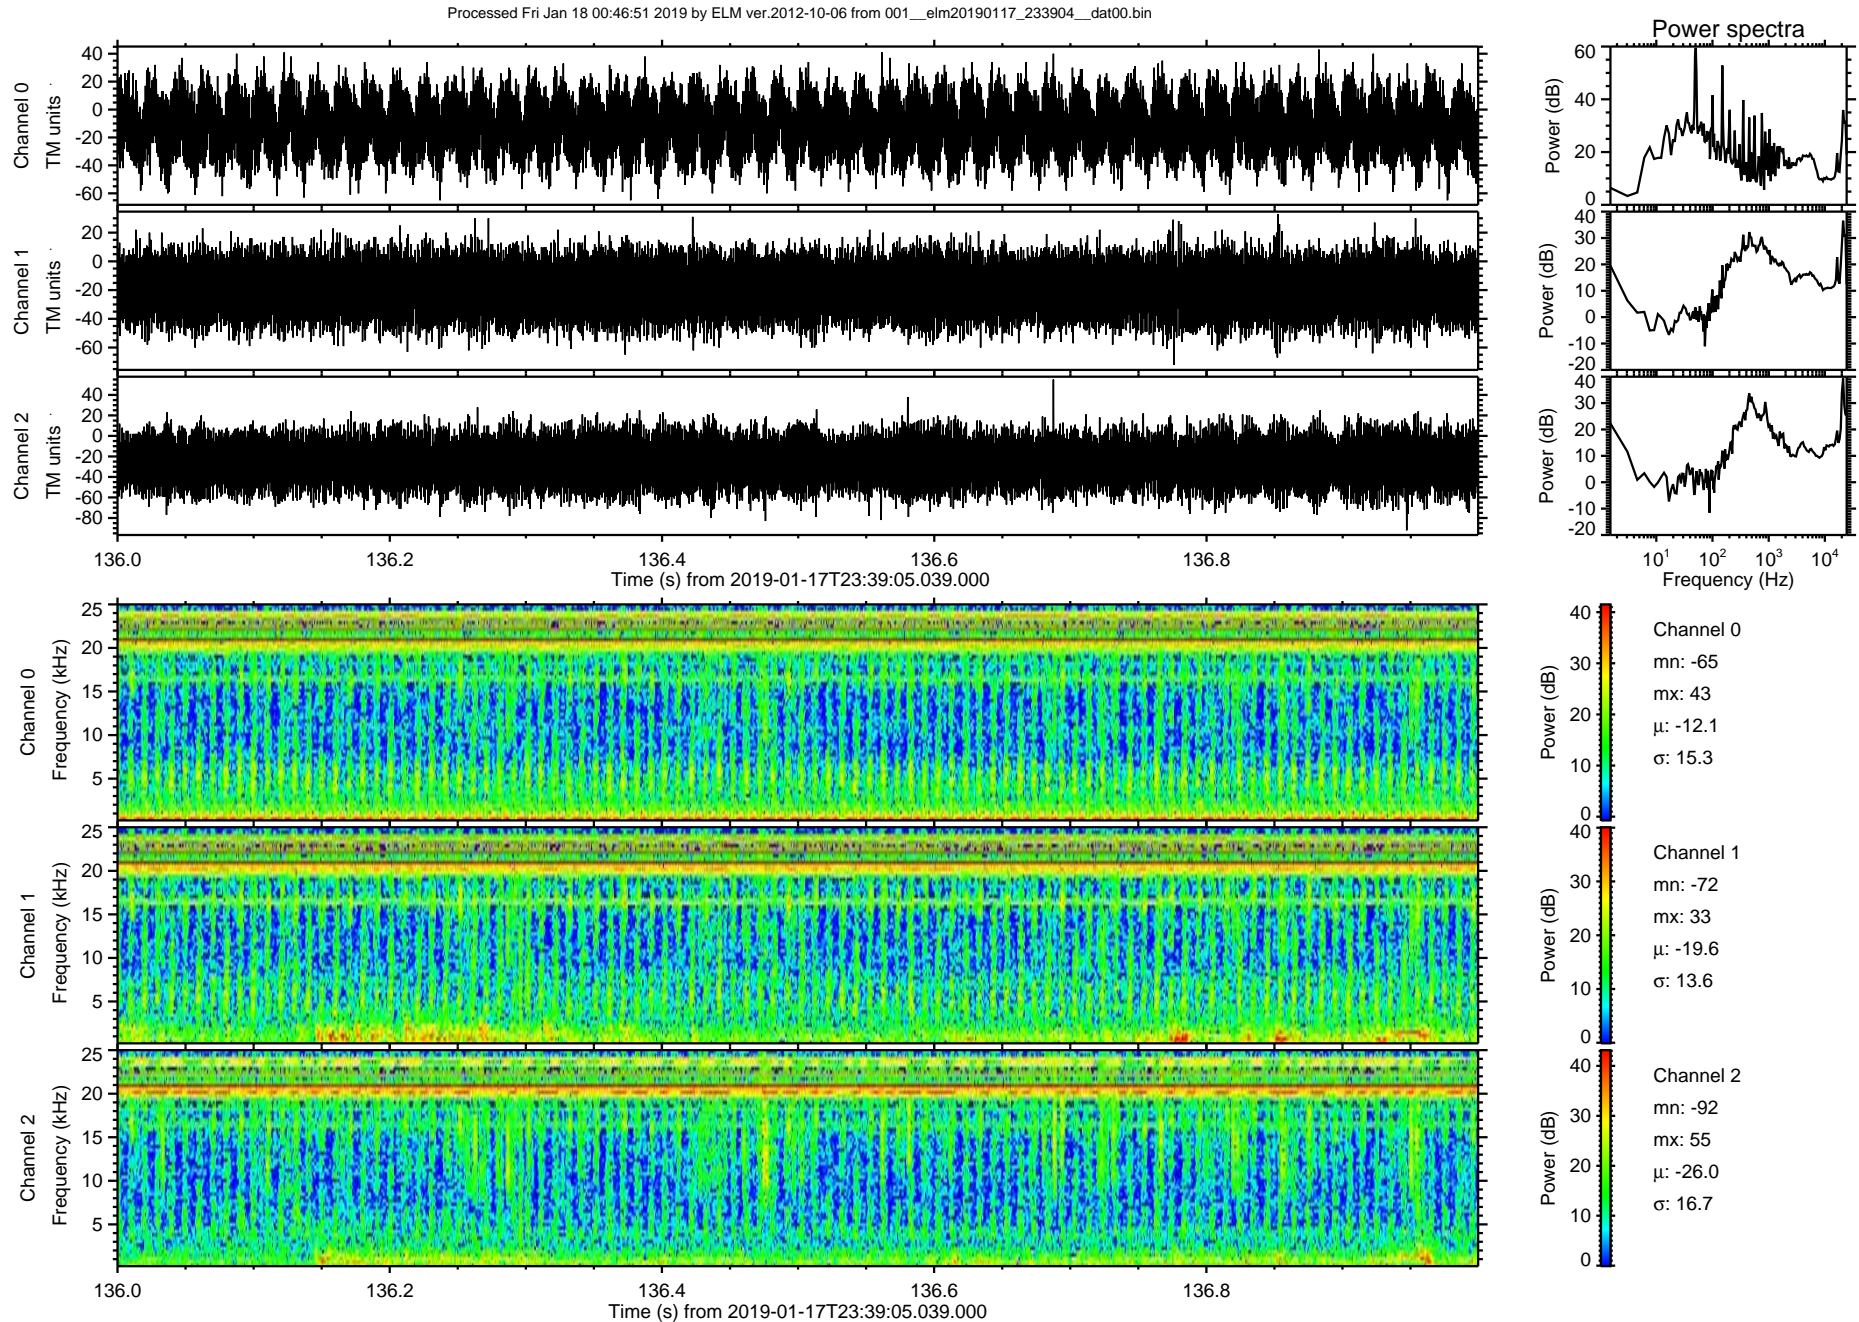 Processed Fri Jan 18 00:46:51 2019 by ELM ver.2012-10-06 from 001__elm20190117_233904__dat00.bin
Power spectra
Channel 0
TM units
40
20
0
-20
-40
-60
Power (dB)
60
40
20
0
Channel 1
TM units
20
0
-20
-40
-60
Power (dB)
40
30
20
10
0
-10
-20
Channel 2
TM units
40
20
0
-20
-40
-60
-80
Power (dB)
40
30
20
10
0
-10
-20
136.0 136.2 136.4 136.6 136.8
Time (s) from 2019-01-17T23:39:05.039.000
10^1 10^2 10^3 10^4
Frequency (Hz)
Channel 0
Frequency (kHz)
25
20
15
10
5
Power (dB)
40
30
20
10
0
Channel 0
mn: -65
mx: 43
μ: -12.1
σ: 15.3
Channel 1
Frequency (kHz)
25
20
15
10
5
Power (dB)
40
30
20
10
0
Channel 1
mn: -72
mx: 33
μ: -19.6
σ: 13.6
Channel 2
Frequency (kHz)
25
20
15
10
5
Power (dB)
40
30
20
10
0
Channel 2
mn: -92
mx: 55
μ: -26.0
σ: 16.7
136.0 136.2 136.4 136.6 136.8
Time (s) from 2019-01-17T23:39:05.039.000